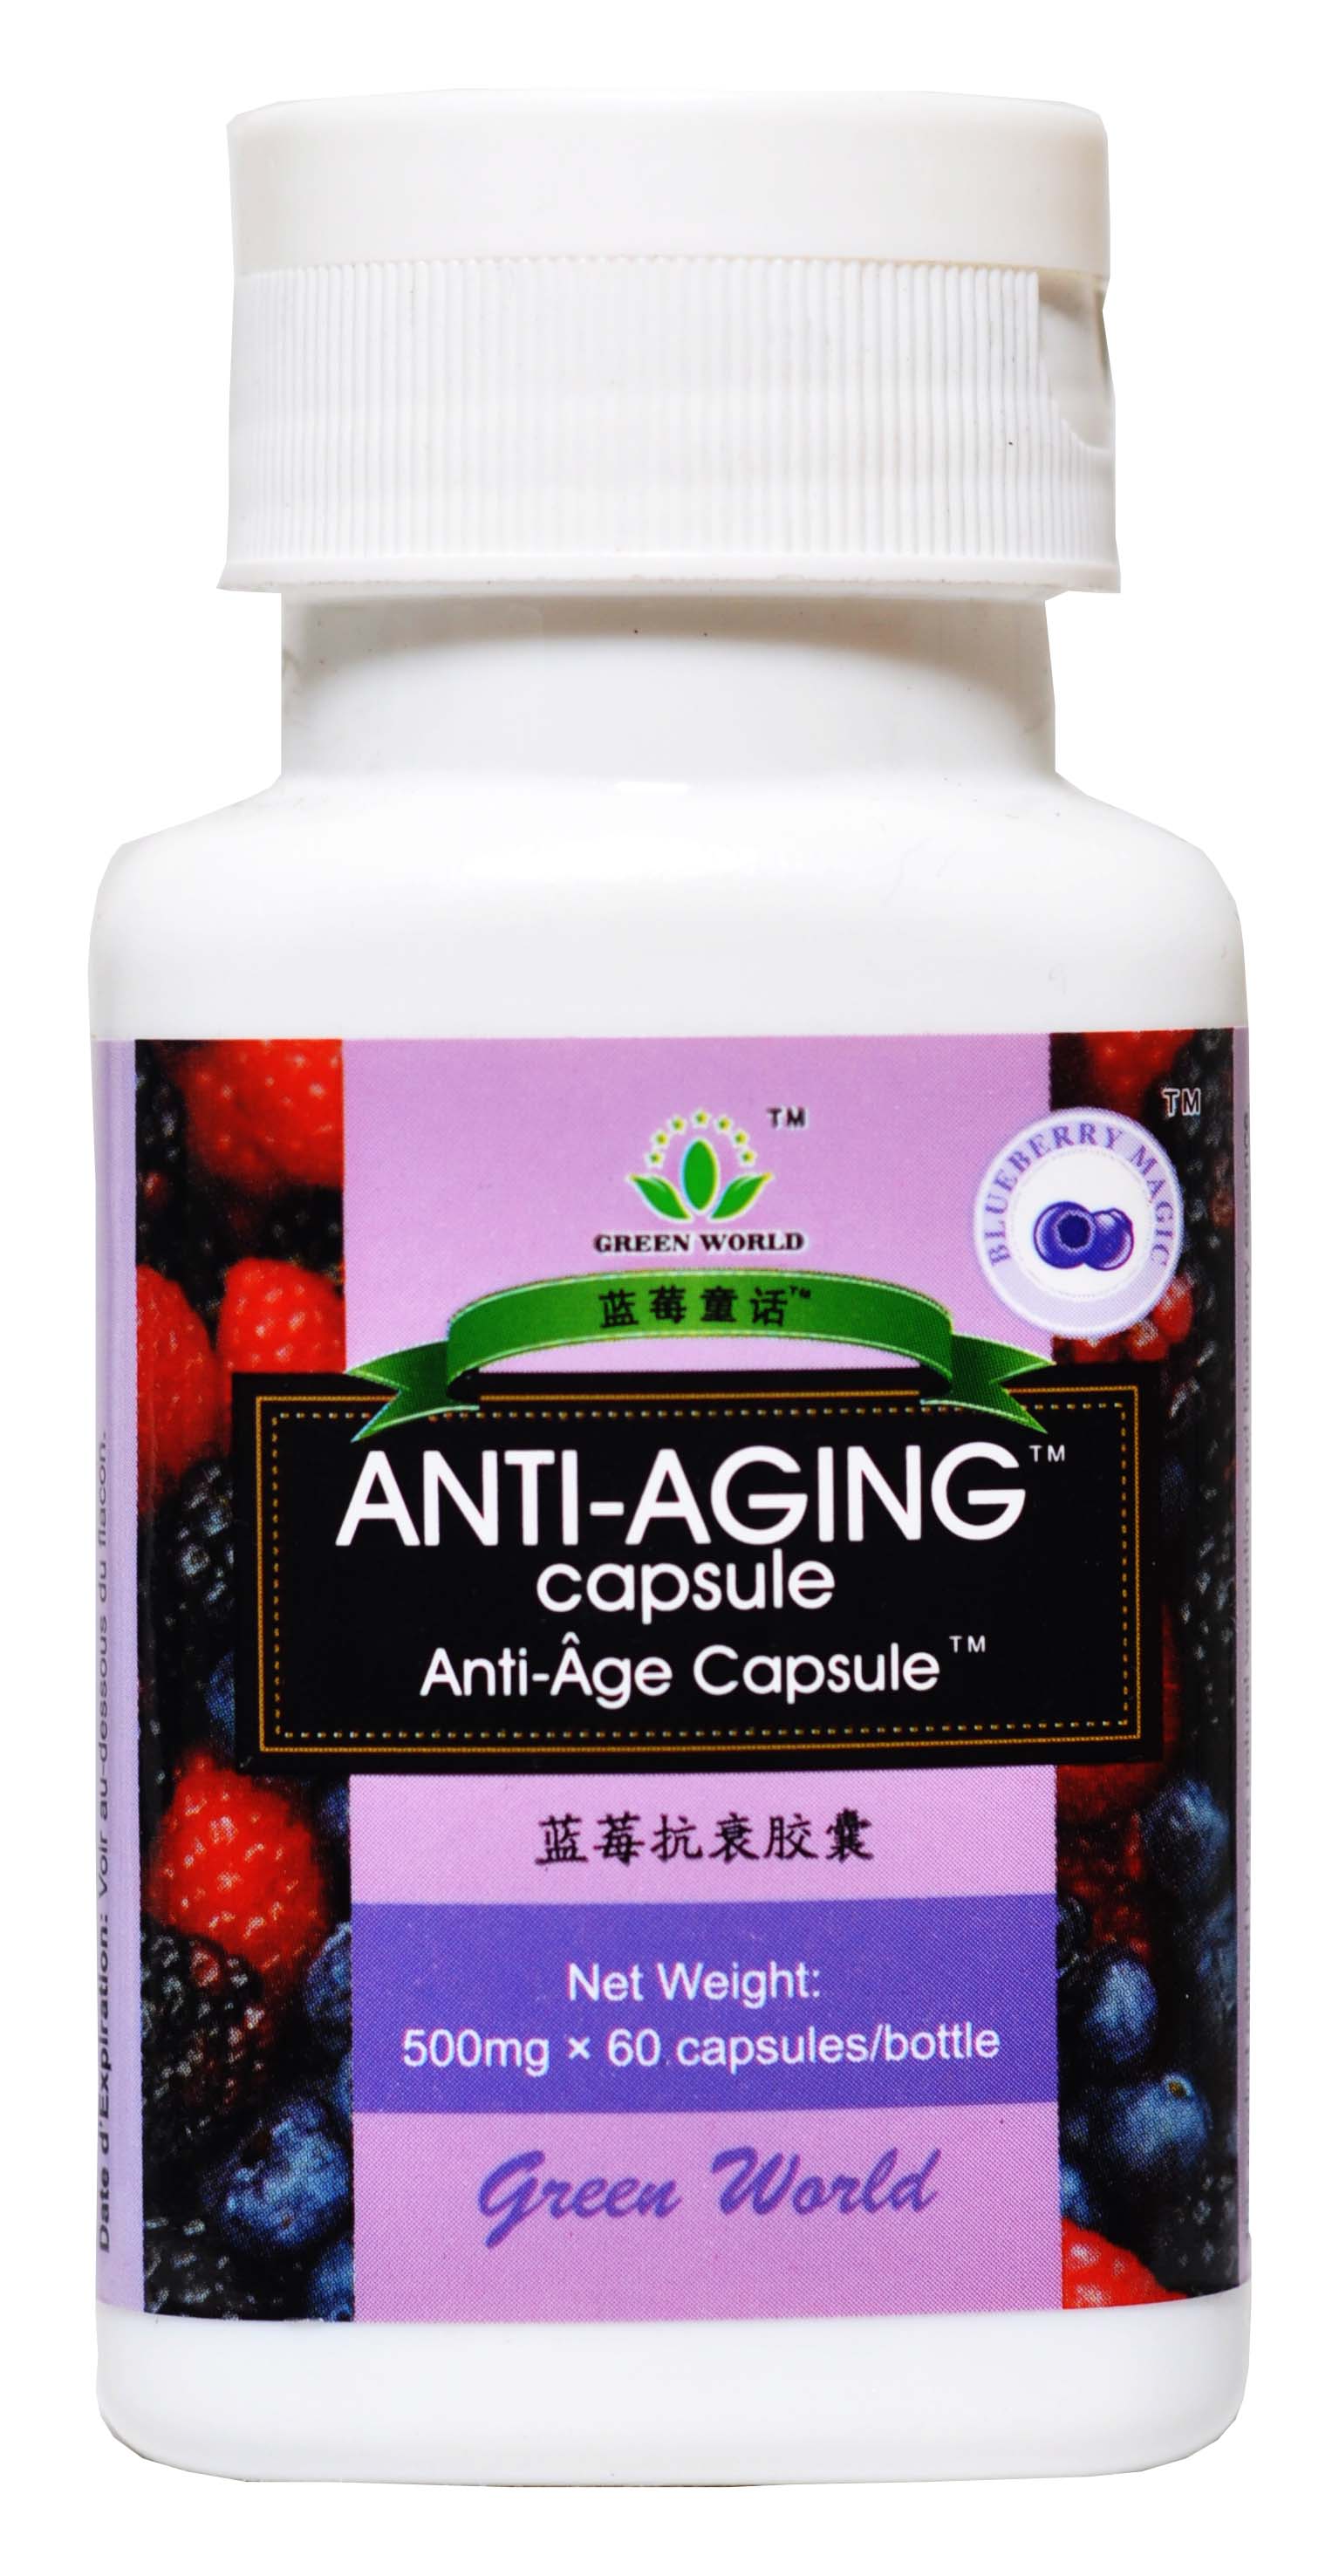 TM
GREEN WORLD
TM
BLUEBERRY MAGIC
蓝莓童话™
ANTI-AGING™
capsule
Anti-Âge Capsule™
蓝莓抗衰胶囊
Net Weight:
500mg × 60 capsules/bottle
Green World
Date d'Expiration: Voir au-dessous du flacon.